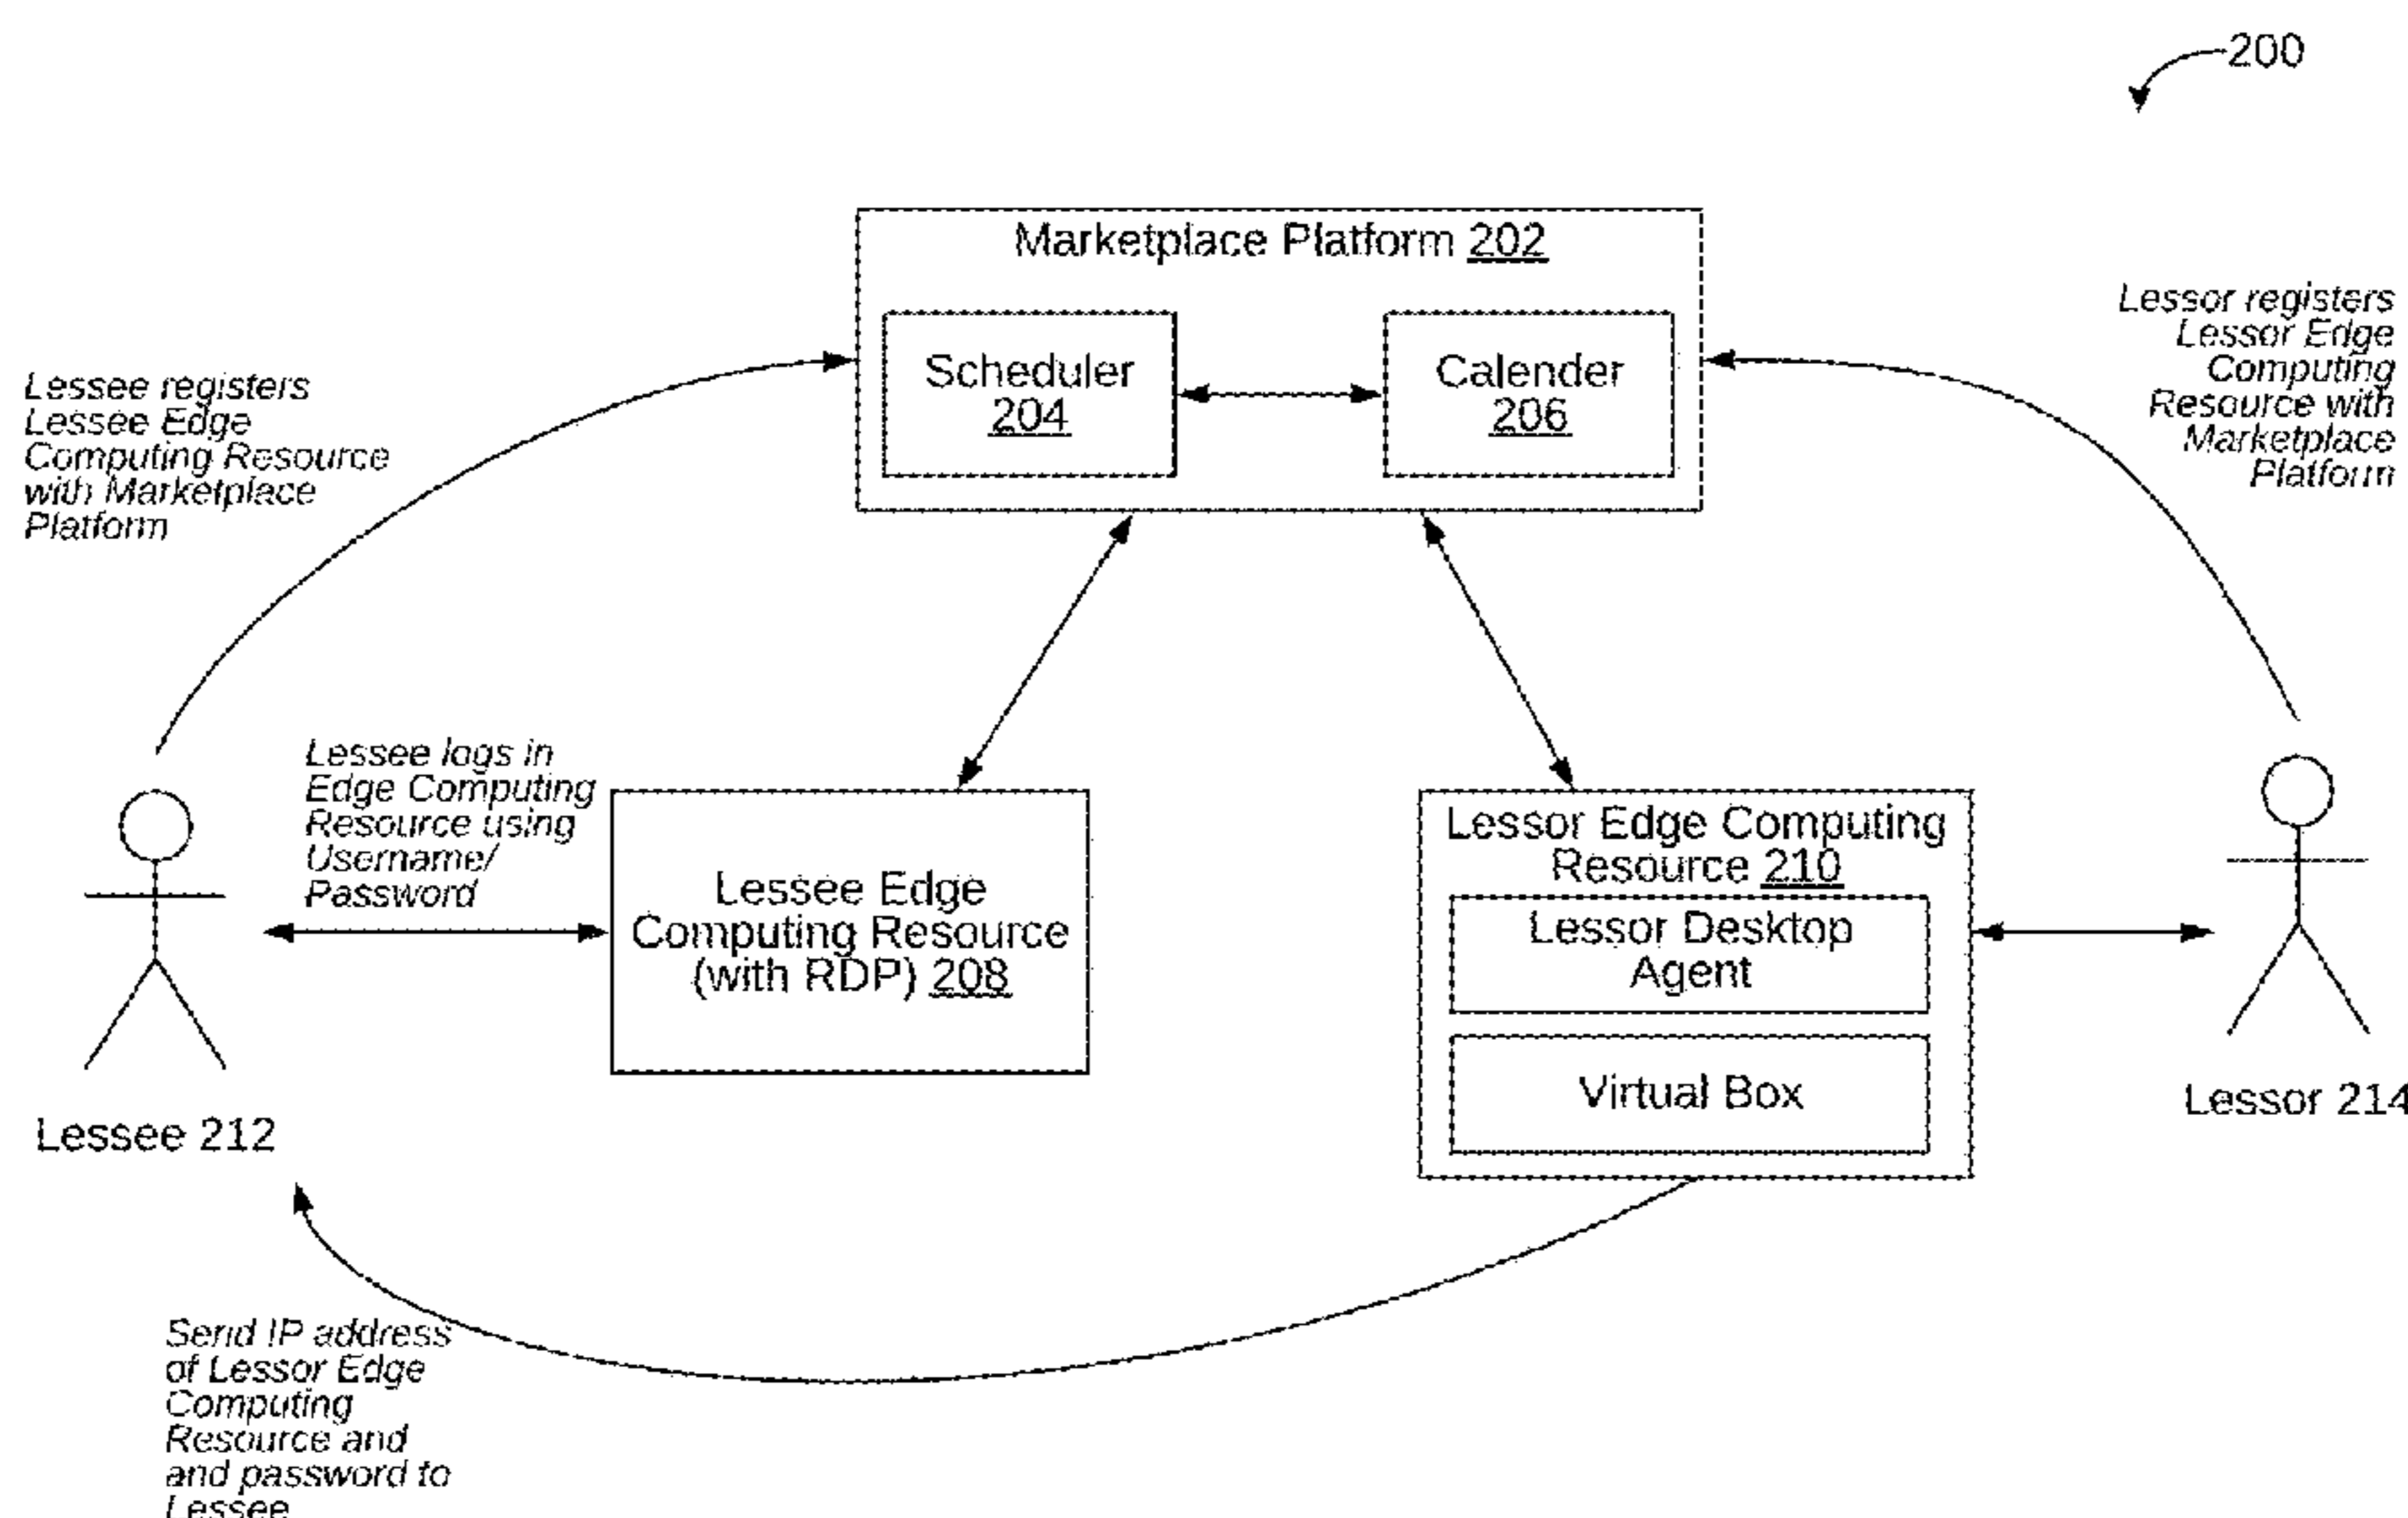 200
Marketplace Platform 202
Scheduler
204
Calender
206
Lessee registers
Lessee Edge
Computing Resource
with Marketplace
Platform
Lessor registers
Lessor Edge
Computing
Resource with
Marketplace
Platform
Lessee logs in
Edge Computing
Resource using
Username/
Password
Lessee Edge
Computing Resource
(with RDP) 208
Lessor Edge Computing
Resource 210
Lessor Desktop
Agent
Virtual Box
Lessee 212
Lessor 214
Send IP address
of Lessor Edge
Computing
Resource and
and password to
Lessee